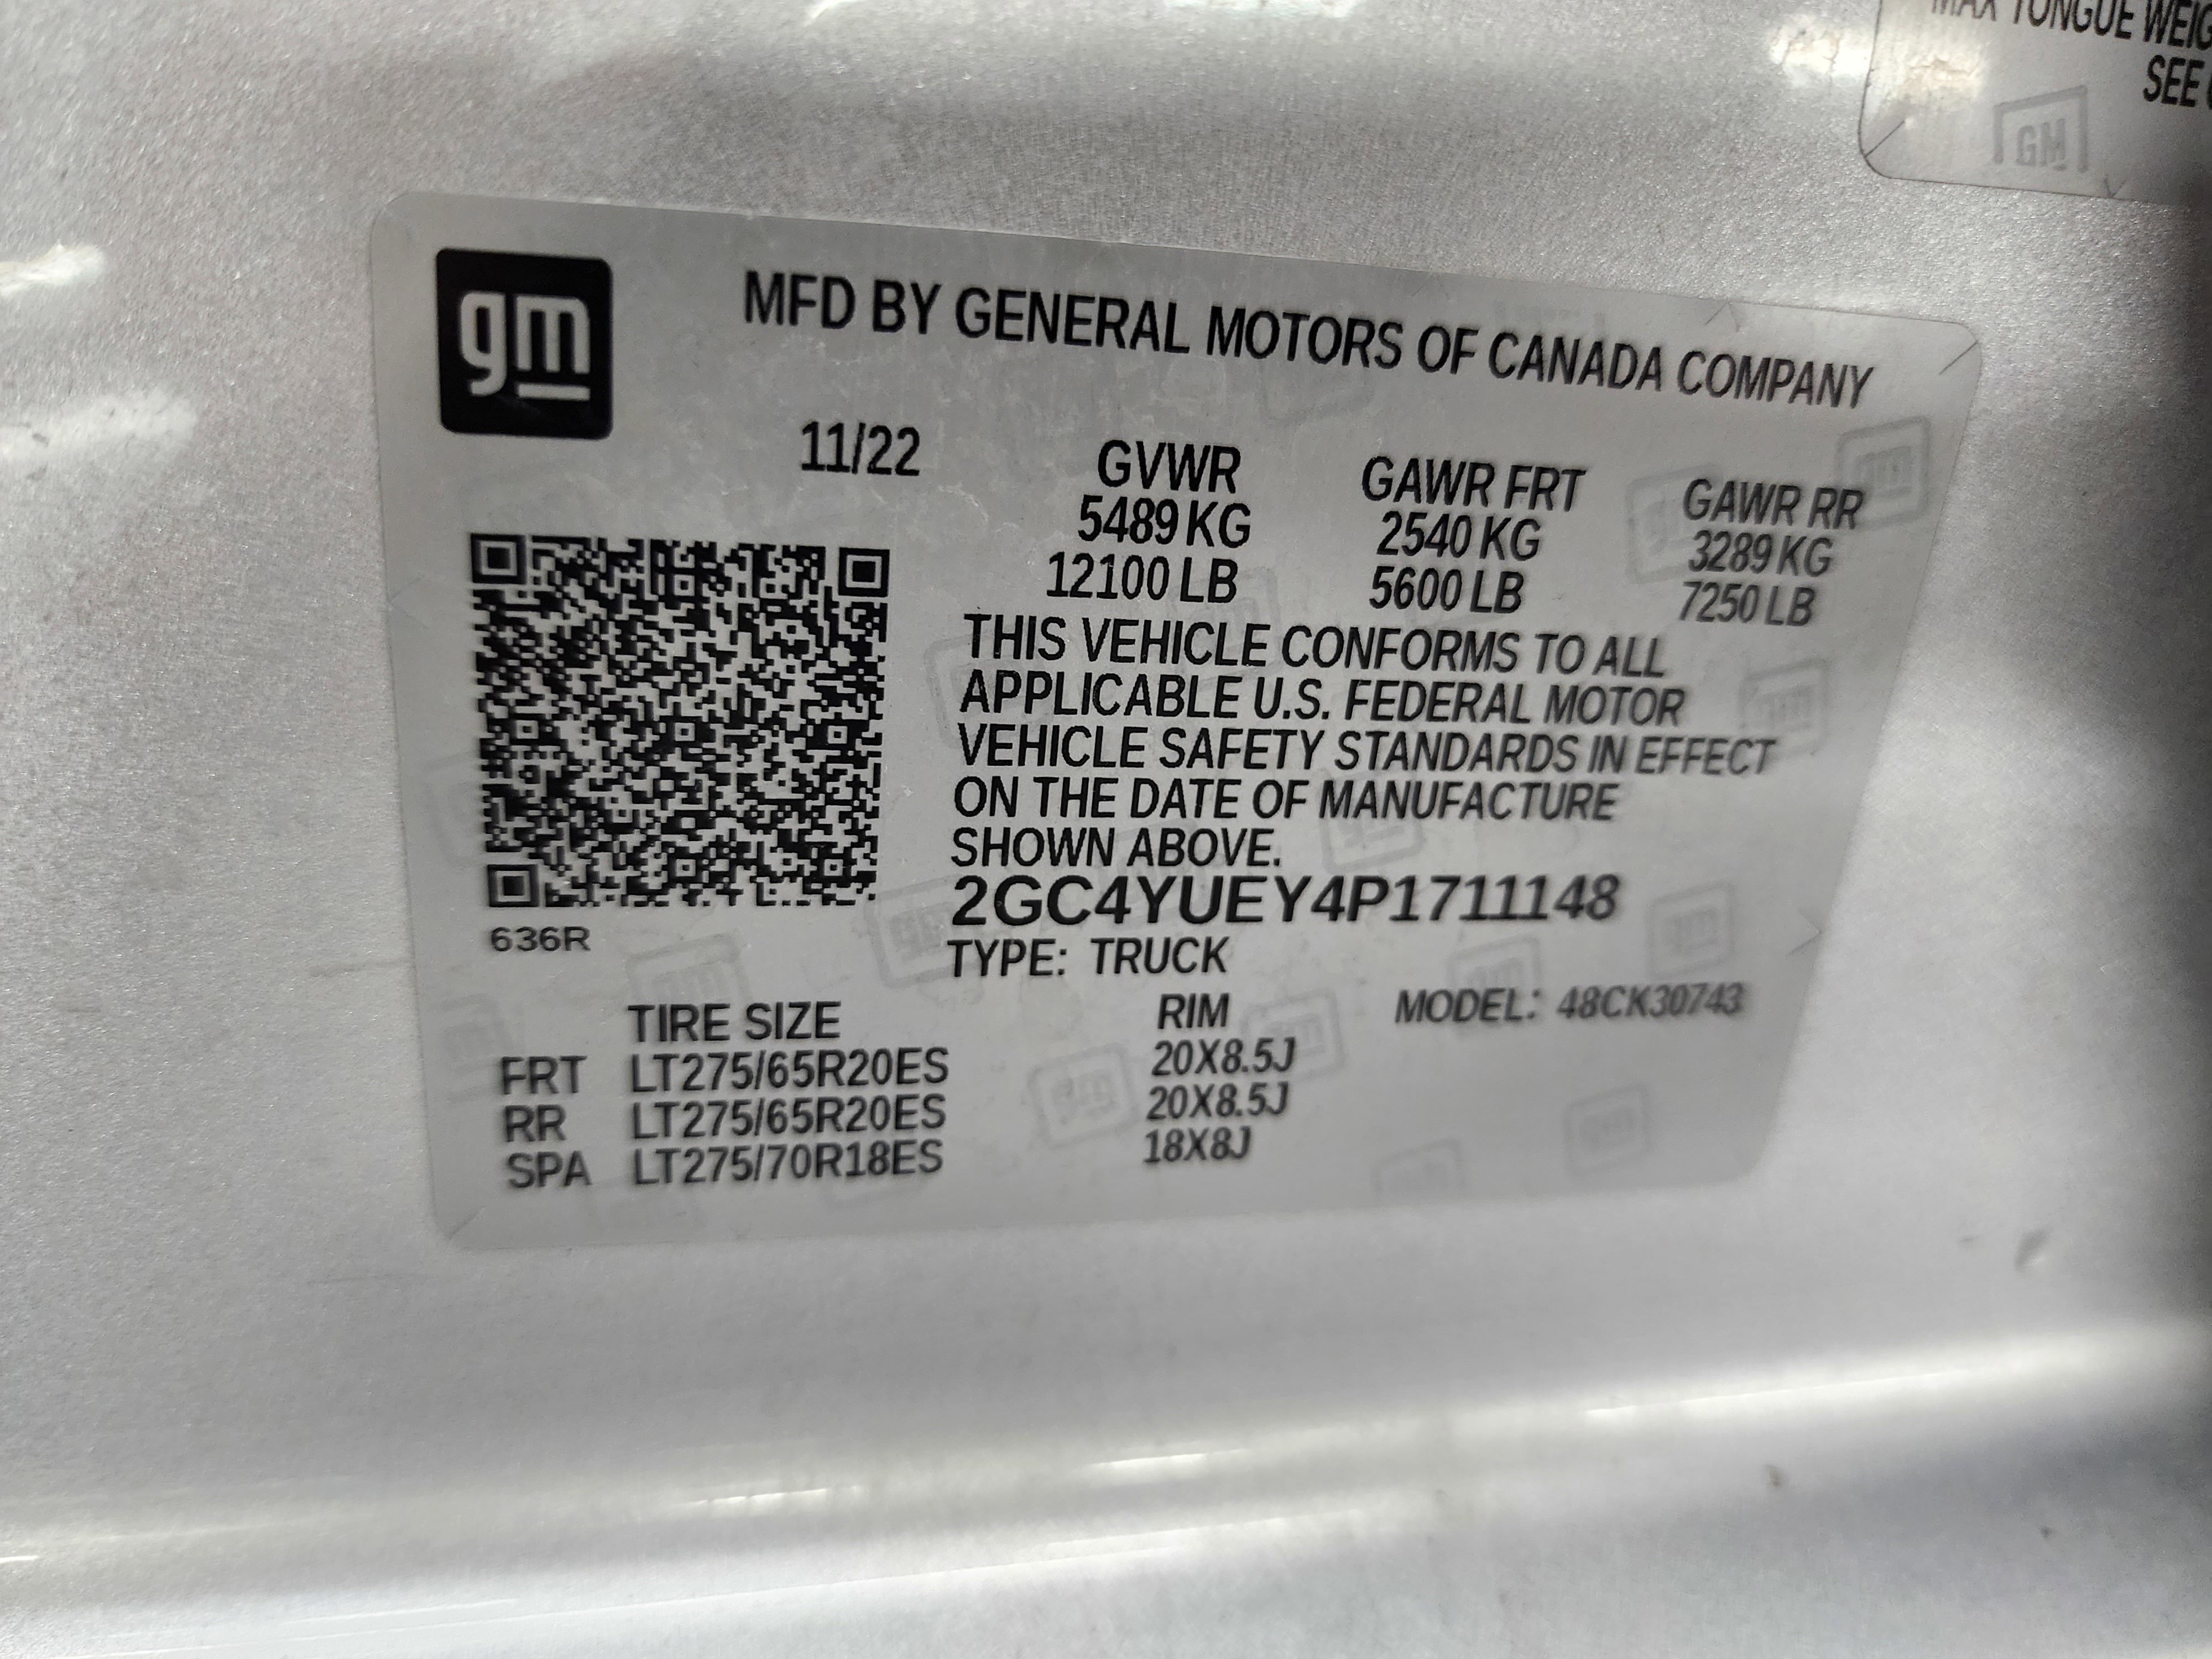 MAX TONGUE
SEE
GM
gm
MFD BY GENERAL MOTORS OF CANADA COMPANY
11/22 GVWR GAWR FRT GAWR RR
5489 KG 2540 KG 3289 KG
12100 LB 5600 LB 7250 LB
THIS VEHICLE CONFORMS TO ALL
APPLICABLE U.S. FEDERAL MOTOR
VEHICLE SAFETY STANDARDS IN EFFECT
ON THE DATE OF MANUFACTURE
SHOWN ABOVE.
2GC4YUEY4P1711148
636R
TYPE: TRUCK
TIRE SIZE RIM MODEL: 48CK30743
FRT LT275/65R20ES 20X8.5J
RR LT275/65R20ES 20X8.5J
SPA LT275/70R18ES 18X8J